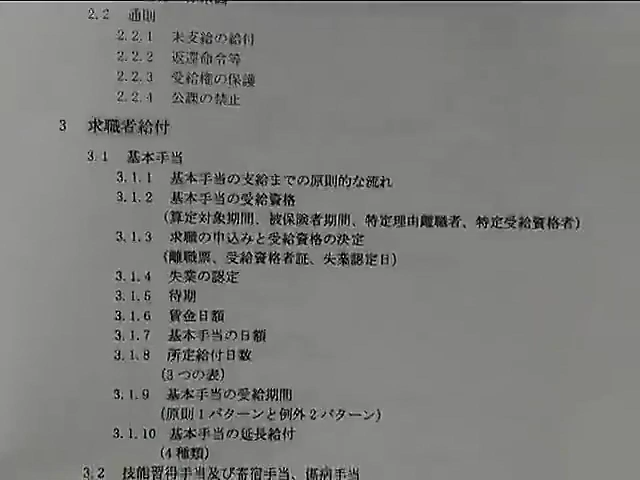 2.2 通則
2.2.1 未支給の給付
2.2.2 返還命令等
2.2.3 受給権の保護
2.2.4 公課の禁止
3 求職者給付
3.1 基本手当
3.1.1 基本手当の支給までの原則的な流れ
3.1.2 基本手当の受給資格
(算定対象期間、被保険者期間、特定理由離職者、特定受給資格者)
3.1.3 求職の申込みと受給資格の決定
(離職票、受給資格者証、失業認定日)
3.1.4 失業の認定
3.1.5 待期
3.1.6 賃金日額
3.1.7 基本手当の日額
3.1.8 所定給付日数
(3つの表)
3.1.9 基本手当の受給期間
(原則1パターンと例外2パターン)
3.1.10 基本手当の延長給付
(4種類)
3.2 技能習得手当及び寄宿手当、傷病手当